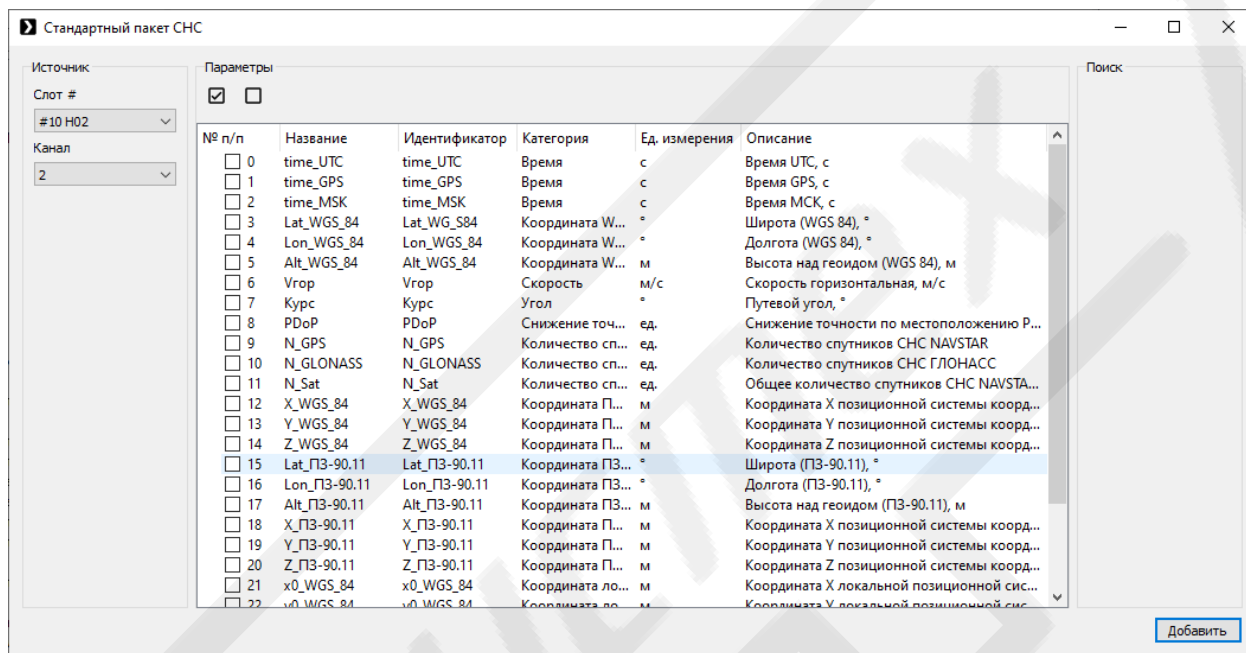 Стандартный пакет СНС
Источник
Слот #
#10 H02
Канал
2
Параметры
№ п/п Название Идентификатор Категория Ед. измерения Описание
0 time_UTC time_UTC Время с Время UTC, с
1 time_GPS time_GPS Время с Время GPS, с
2 time_MSK time_MSK Время с Время МСК, с
3 Lat_WGS_84 Lat_WG_S84 Координата W... ° Широта (WGS 84), °
4 Lon_WGS_84 Lon_WGS_84 Координата W... ° Долгота (WGS 84), °
5 Alt_WGS_84 Alt_WGS_84 Координата W... м Высота над геоидом (WGS 84), м
6 Vгор Vгор Скорость м/с Скорость горизонтальная, м/с
7 Курс Курс Угол ° Путевой угол, °
8 PDoP PDoP Снижение точ... ед. Снижение точности по местоположению P...
9 N_GPS N_GPS Количество сп... ед. Количество спутников СНС NAVSTAR
10 N_GLONASS N_GLONASS Количество сп... ед. Количество спутников СНС ГЛОНАСС
11 N_Sat N_Sat Количество сп... ед. Общее количество спутников СНС NAVSTA...
12 X_WGS_84 X_WGS_84 Координата П... м Координата X позиционной системы коорд...
13 Y_WGS_84 Y_WGS_84 Координата П... м Координата Y позиционной системы коорд...
14 Z_WGS_84 Z_WGS_84 Координата П... м Координата Z позиционной системы коорд...
15 Lat_ПЗ-90.11 Lat_ПЗ-90.11 Координата ПЗ... ° Широта (ПЗ-90.11), °
16 Lon_ПЗ-90.11 Lon_ПЗ-90.11 Координата ПЗ... ° Долгота (ПЗ-90.11), °
17 Alt_ПЗ-90.11 Alt_ПЗ-90.11 Координата ПЗ... м Высота над геоидом (ПЗ-90.11), м
18 X_ПЗ-90.11 X_ПЗ-90.11 Координата П... м Координата X позиционной системы коорд...
19 Y_ПЗ-90.11 Y_ПЗ-90.11 Координата П... м Координата Y позиционной системы коорд...
20 Z_ПЗ-90.11 Z_ПЗ-90.11 Координата П... м Координата Z позиционной системы коорд...
21 x0_WGS_84 x0_WGS_84 Координата ло... м Координата X локальной позиционной сис...
22 y0_WGS_84 y0_WGS_84 Координата ло... м Координата Y локальной позиционной сис...
Поиск
Добавить